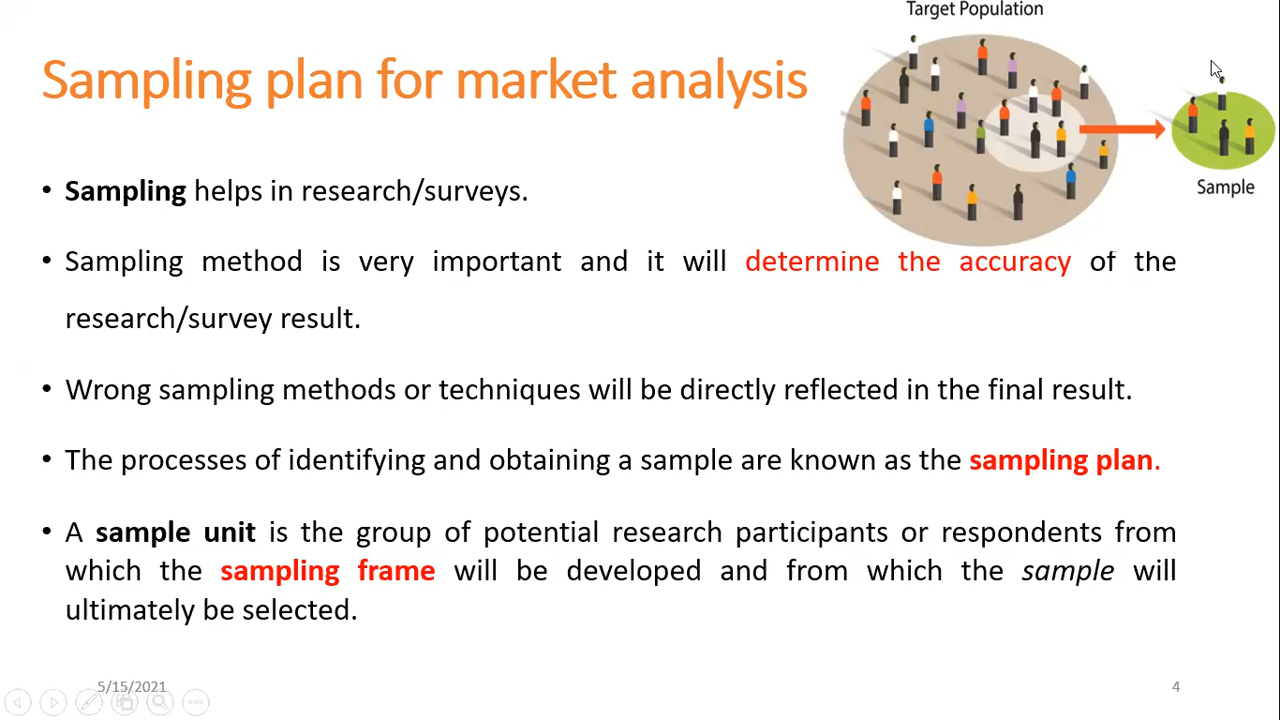 Target Population
Sampling plan for market analysis
Sample
• Sampling helps in research/surveys.
• Sampling method is very important and it will determine the accuracy of the
research/survey result.
• Wrong sampling methods or techniques will be directly reflected in the final result.
• The processes of identifying and obtaining a sample are known as the sampling plan.
• A sample unit is the group of potential research participants or respondents from
which the sampling frame will be developed and from which the sample will
ultimately be selected.
5/15/2021
4